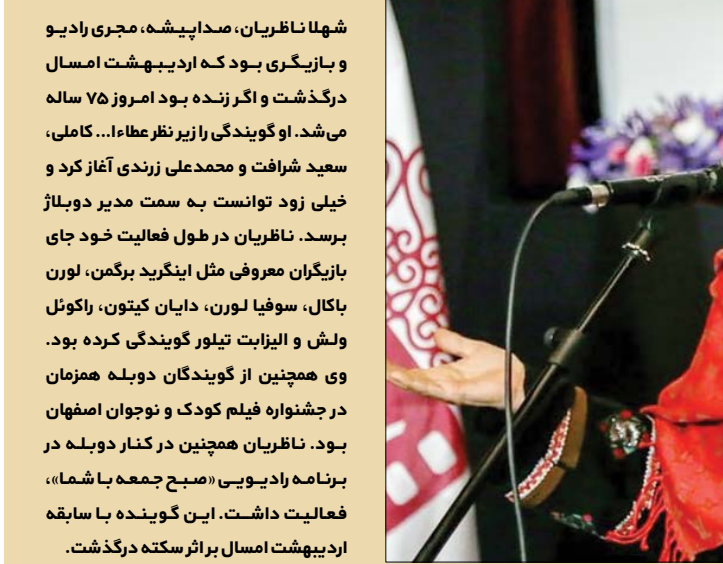 شهلا ناظریان، صداپیشه، مجری رادیو
و بازیگری بود که اردیبهشت امسال
درگذشت و اگر زنده بود امروز ۷۵ ساله
می‌شد. او گویندگی را زیر نظر عطاءا... کاملی،
سعید شرافت و محمدعلی زرندی آغاز کرد و
خیلی زود توانست به سمت مدیر دوبلاژ
برسد. ناظریان در طول فعالیت خود جای
بازیگران معروفی مثل اینگرید برگمن، لورن
باکال، سوفیا لورن، دایان کیتون، راکوئل
ولش و الیزابت تیلور گویندگی کرده بود.
وی همچنین از گویندگان دوبله همزمان
در جشنواره فیلم کودک و نوجوان اصفهان
بود. ناظریان همچنین در کنار دوبله در
برنامه رادیویی «صبح جمعه با شما»،
فعالیت داشت. این گوینده با سابقه
اردیبهشت امسال بر اثر سکته درگذشت.